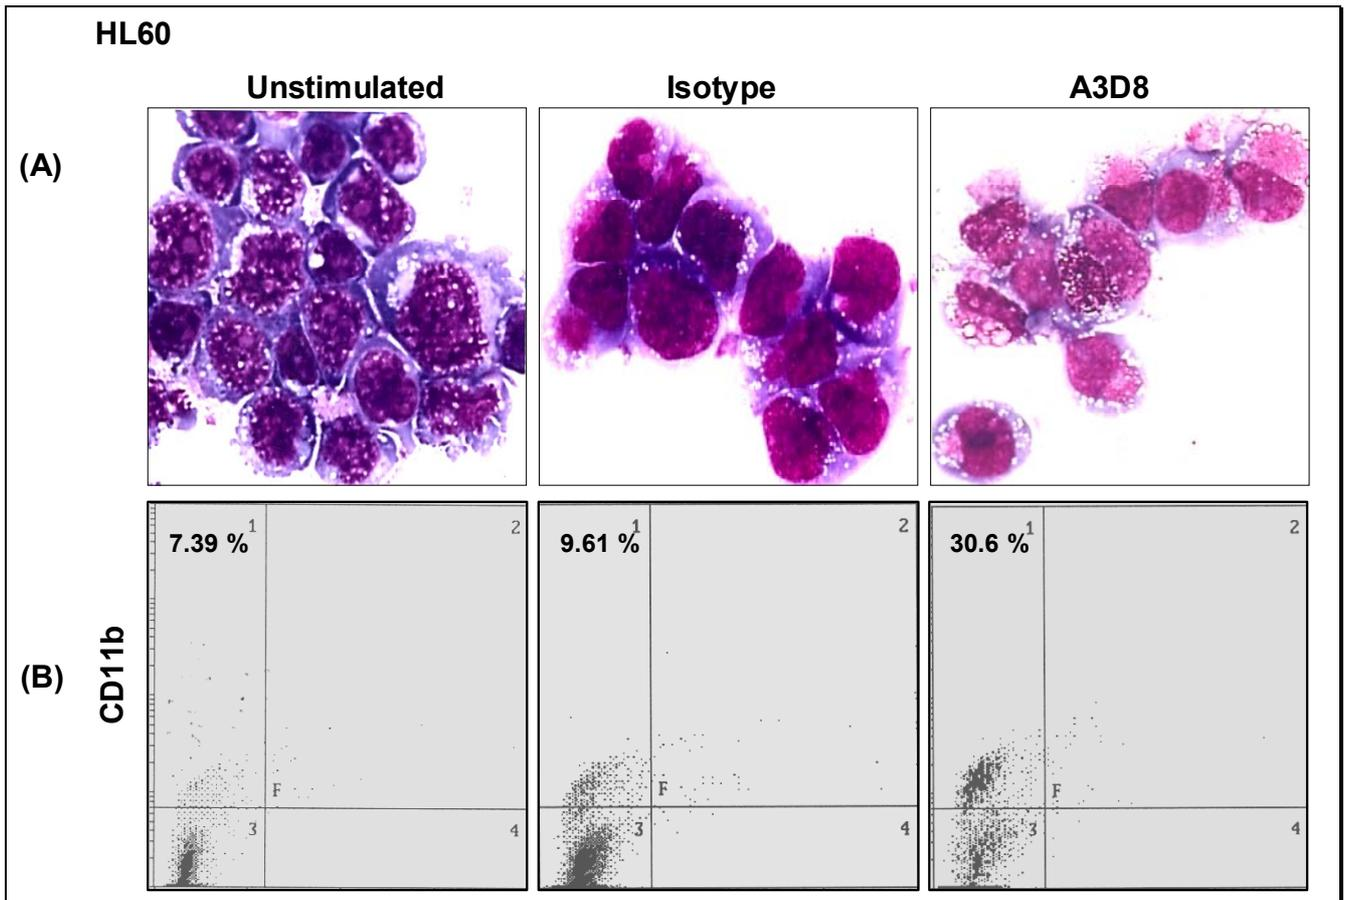 HL60
Unstimulated Isotype A3D8
(A)
7.39 % 1 2 9.61 % 1 2 30.6 % 1 2
(B) CD11b
F F F
3 4 3 4 3 4